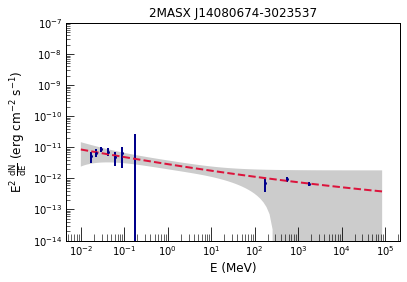 2MASX J14080674-3023537
E² dN/dE (erg cm⁻² s⁻¹)
10⁻⁷
10⁻⁸
10⁻⁹
10⁻¹⁰
10⁻¹¹
10⁻¹²
10⁻¹³
10⁻¹⁴
10⁻² 10⁻¹ 10⁰ 10¹ 10² 10³ 10⁴ 10⁵
E (MeV)